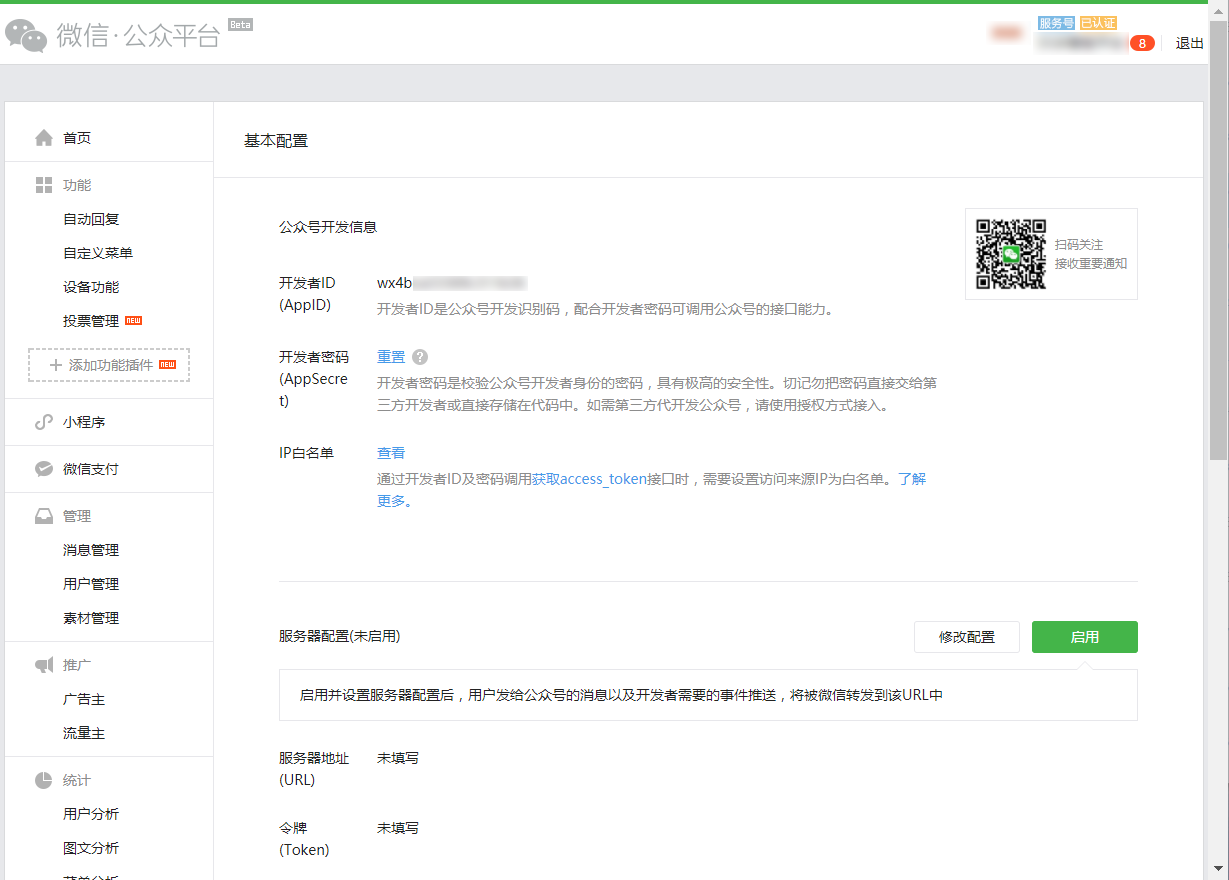 微信·公众平台 Beta
服务号 已认证
8
退出
首页
功能
自动回复
自定义菜单
设备功能
投票管理 NEW
添加功能插件 NEW
小程序
微信支付
管理
消息管理
用户管理
素材管理
推广
广告主
流量主
统计
用户分析
图文分析
菜单分析
基本配置
公众号开发信息
扫码关注
接收重要通知
开发者ID
(AppID)
wx4b
开发者ID是公众号开发识别码，配合开发者密码可调用公众号的接口能力。
开发者密码
(AppSecre
t)
重置 ?
开发者密码是校验公众号开发者身份的密码，具有极高的安全性。切记勿把密码直接交给第
三方开发者或直接存储在代码中。如需第三方代开发公众号，请使用授权方式接入。
IP白名单
查看
通过开发者ID及密码调用获取access_token接口时，需要设置访问来源IP为白名单。了解
更多。
服务器配置(未启用)
修改配置
启用
启用并设置服务器配置后，用户发给公众号的消息以及开发者需要的事件推送，将被微信转发到该URL中
服务器地址
(URL)
未填写
令牌
(Token)
未填写